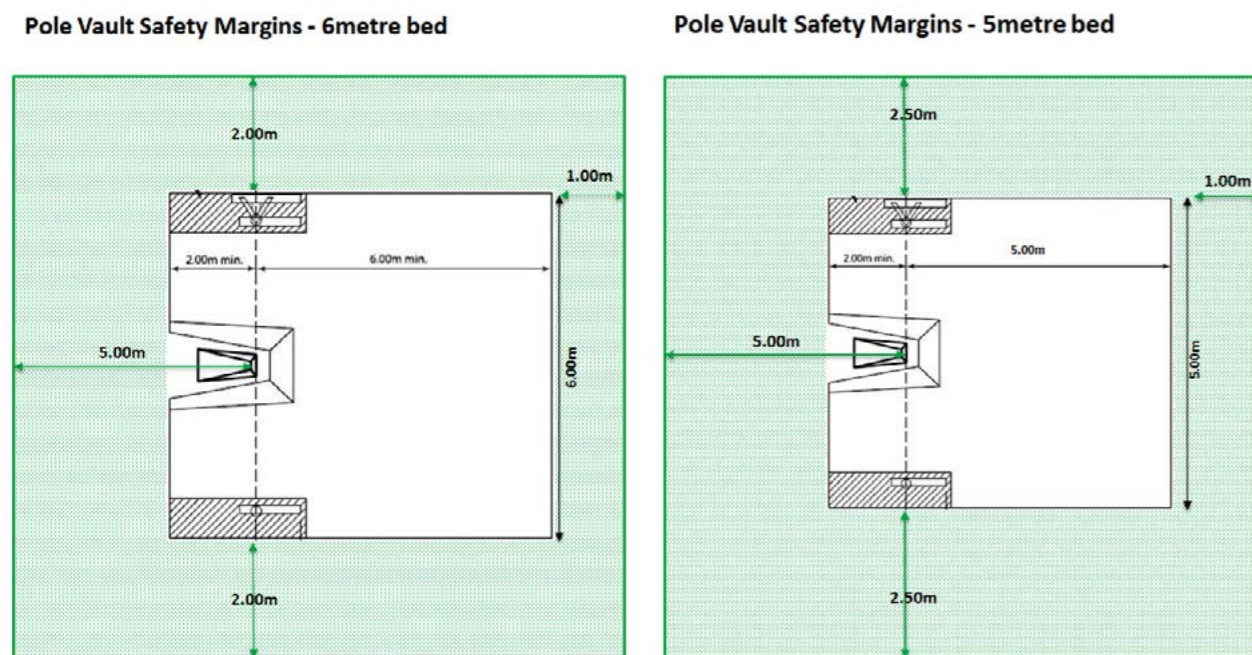 Pole Vault Safety Margins - 6metre bed
2.00m
1.00m
2.00m min.
6.00m min.
5.00m
6.00m
2.00m
Pole Vault Safety Margins - 5metre bed
2.50m
1.00m
2.00m min.
5.00m
5.00m
5.00m
2.50m